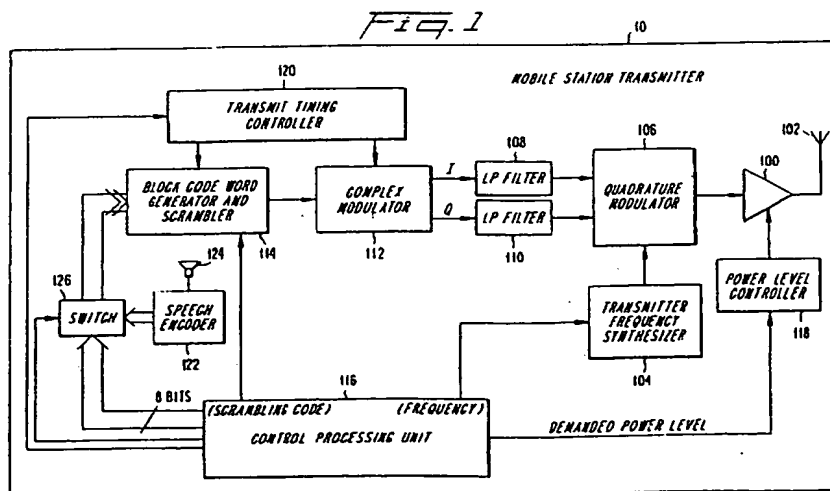 Fig. 1
10
120
MOBILE STATION TRANSMITTER
TRANSMIT TIMING
CONTROLLER
108
106
102
100
I
LP FILTER
BLOCK CODE WORD
GENERATOR AND
SCRAMBLER
COMPLEX
MODULATOR
QUADRATURE
MODULATOR
Q
LP FILTER
114
112
110
124
126
SWITCH
SPEECH
ENCODER
122
TRANSMITTER
FREQUENCY
SYNTHESIZER
104
POWER LEVEL
CONTROLLER
118
8 BITS
116
(SCRAMBLING CODE)
(FREQUENCY)
CONTROL PROCESSING UNIT
DEMANDED POWER LEVEL